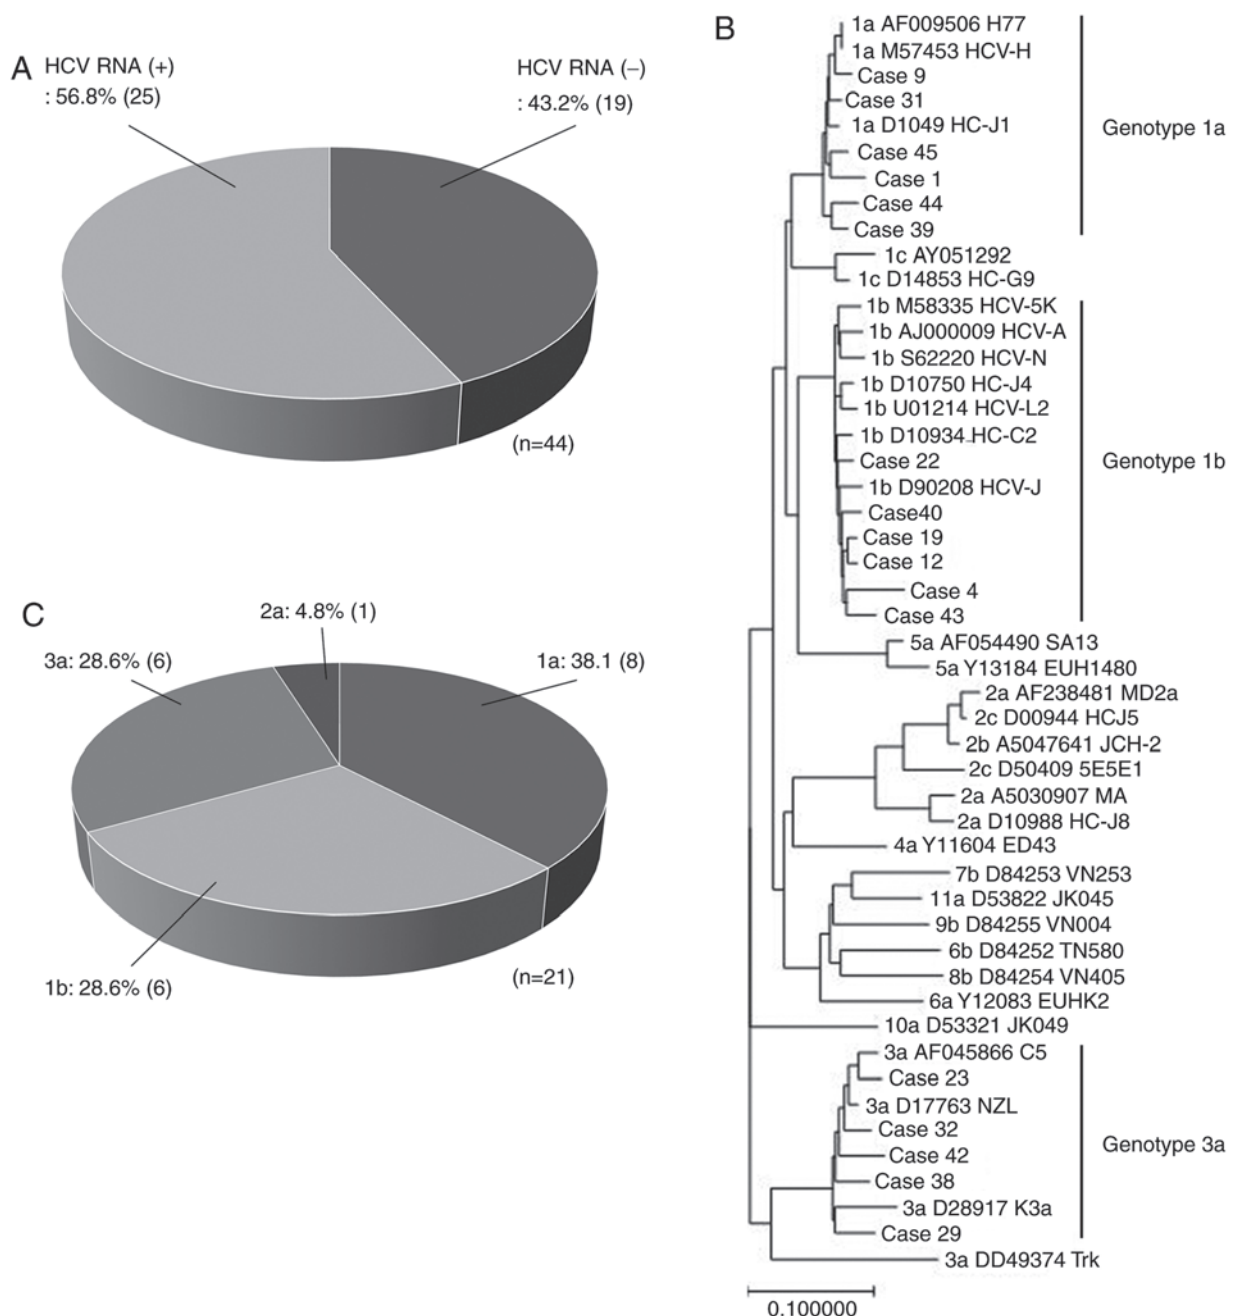 A
HCV RNA (+)
: 56.8% (25)
HCV RNA (–)
: 43.2% (19)
(n=44)
B
1a AF009506 H77
1a M57453 HCV-H
Case 9
Case 31
1a D1049 HC-J1
Case 45
Case 1
Case 44
Case 39
Genotype 1a
1c AY051292
1c D14853 HC-G9
1b M58335 HCV-5K
1b AJ000009 HCV-A
1b S62220 HCV-N
1b D10750 HC-J4
1b U01214 HCV-L2
1b D10934 HC-C2
Case 22
1b D90208 HCV-J
Case40
Case 19
Case 12
Case 4
Case 43
Genotype 1b
5a AF054490 SA13
5a Y13184 EUH1480
2a AF238481 MD2a
2c D00944 HCJ5
2b A5047641 JCH-2
2c D50409 5E5E1
2a A5030907 MA
2a D10988 HC-J8
4a Y11604 ED43
7b D84253 VN253
11a D53822 JK045
9b D84255 VN004
6b D84252 TN580
8b D84254 VN405
6a Y12083 EUHK2
10a D53321 JK049
3a AF045866 C5
Case 23
3a D17763 NZL
Case 32
Case 42
Case 38
3a D28917 K3a
Case 29
Genotype 3a
3a DD49374 Trk
0.100000
C
2a: 4.8% (1)
3a: 28.6% (6)
1a: 38.1 (8)
1b: 28.6% (6)
(n=21)